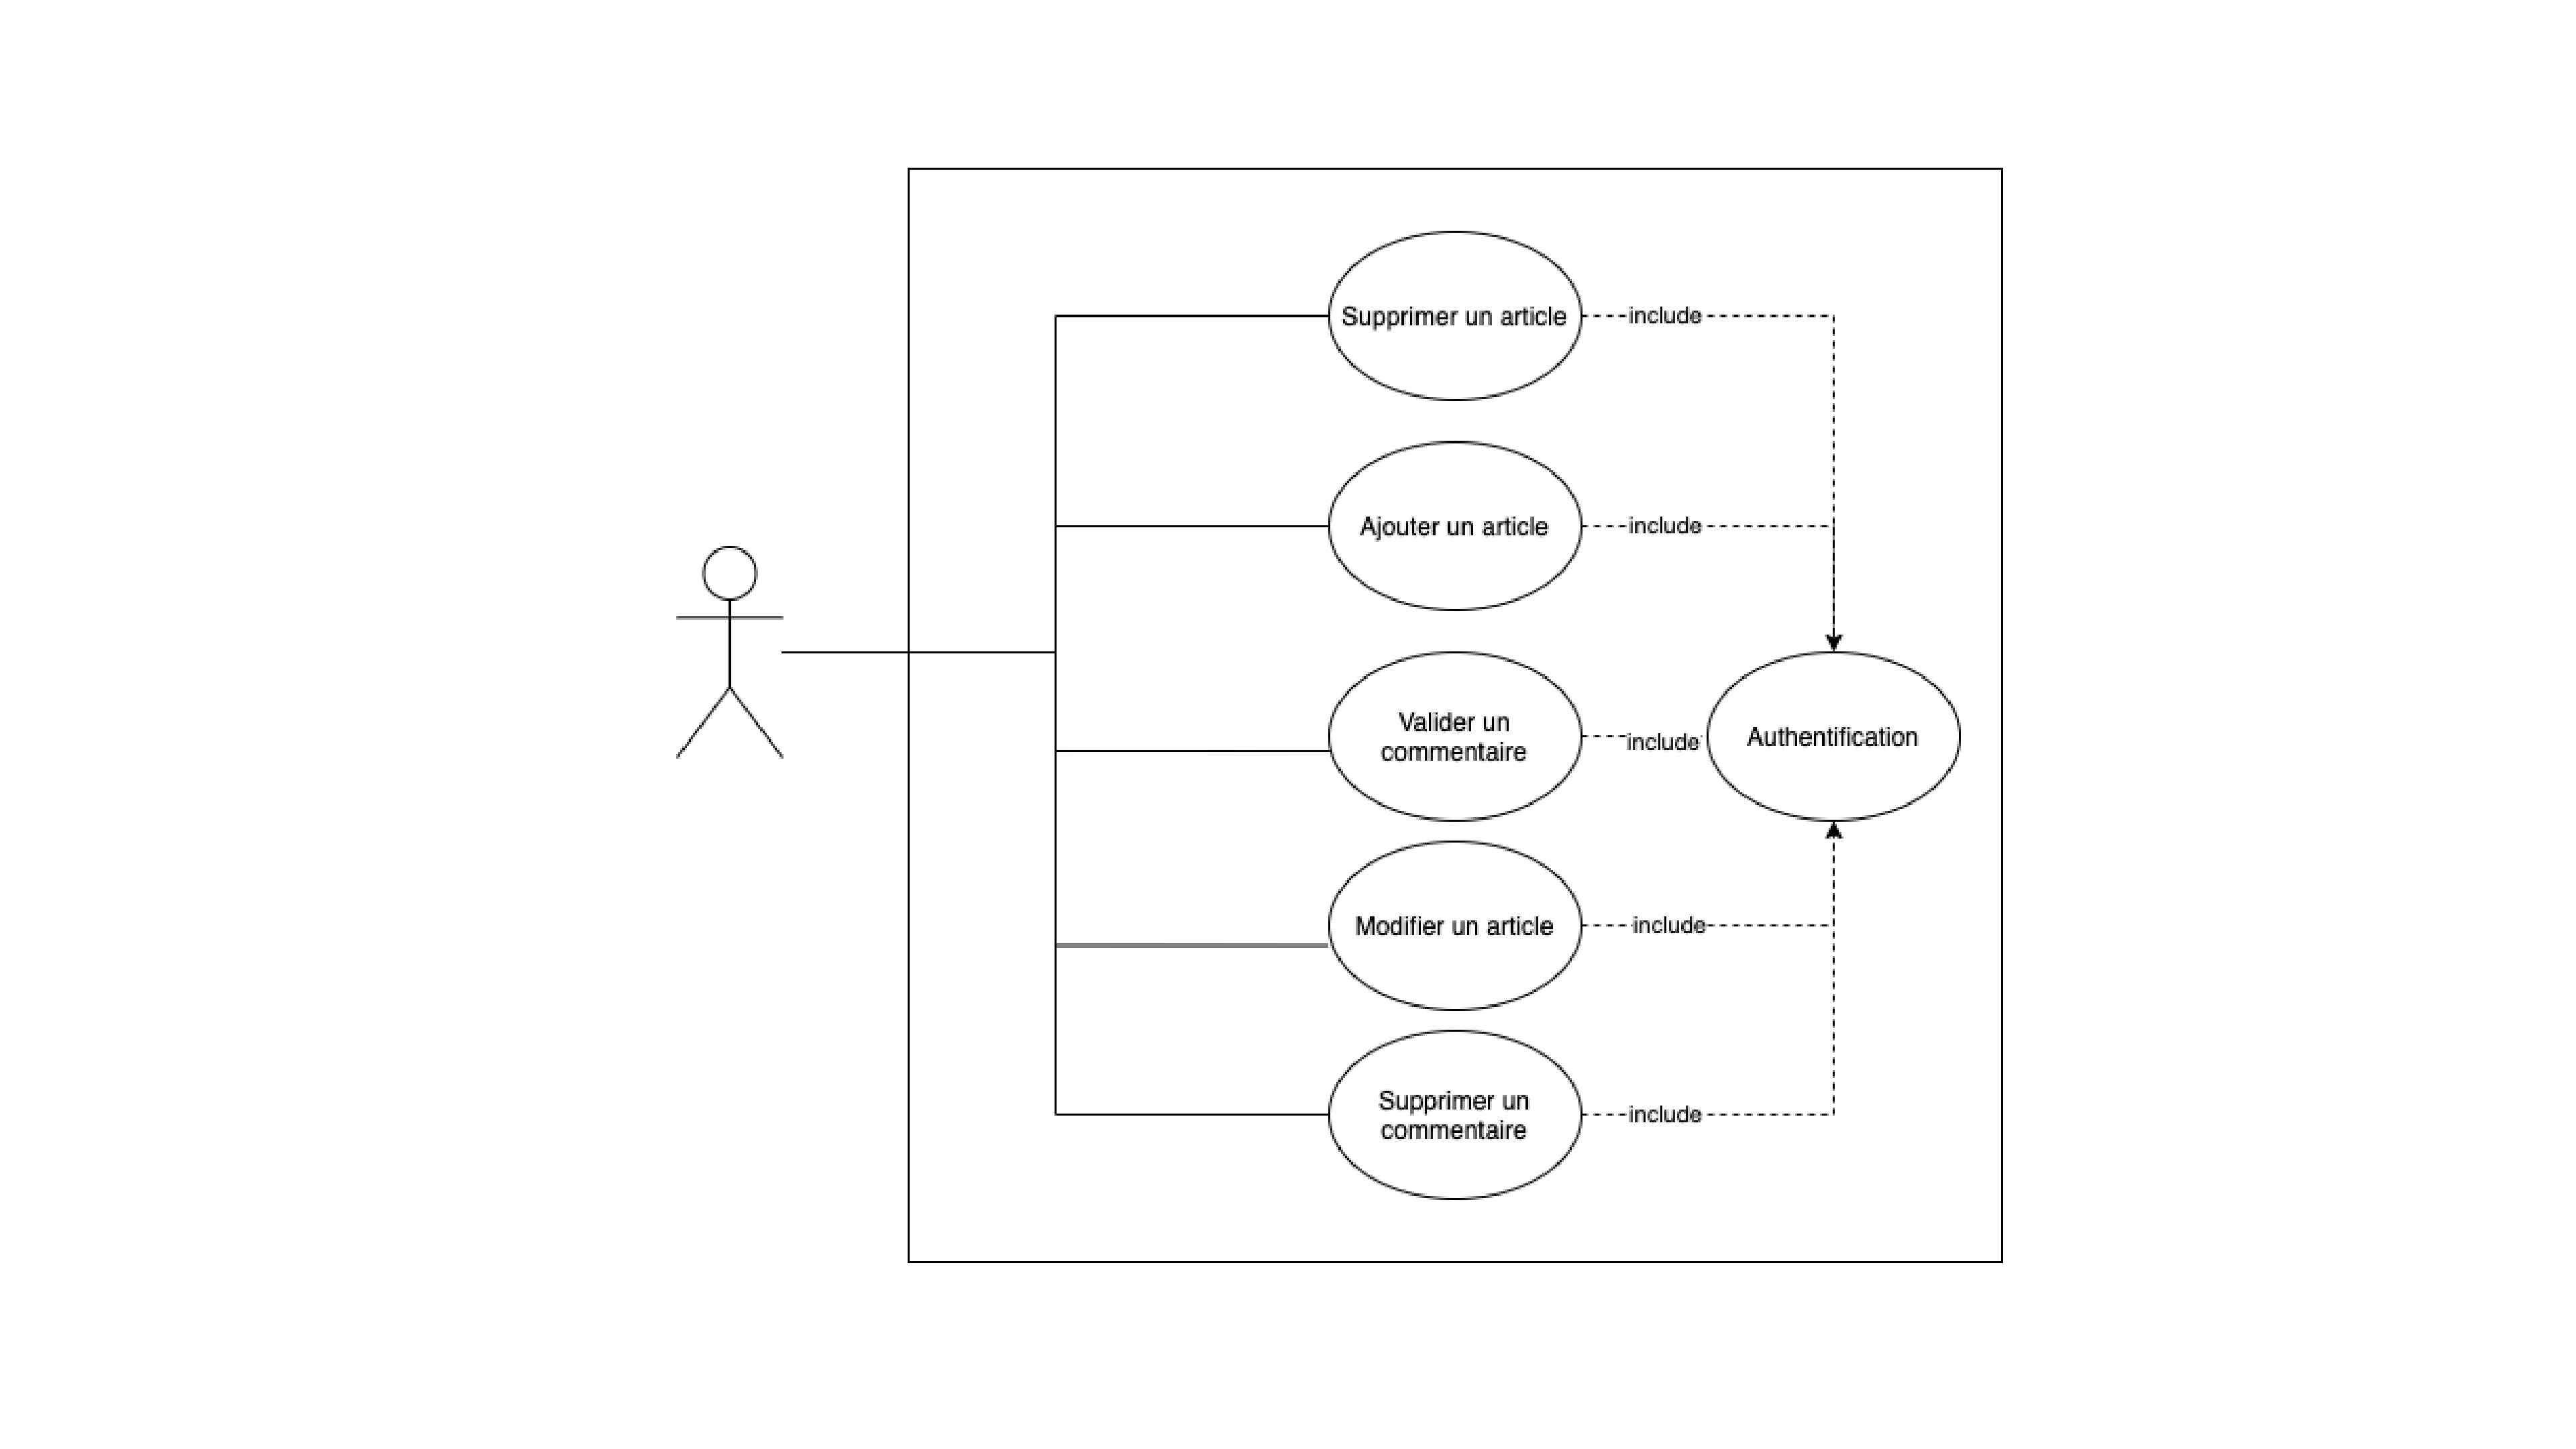 Supprimer un article
include
Ajouter un article
include
Valider un
commentaire
include
Authentification
Modifier un article
include
Supprimer un
commentaire
include